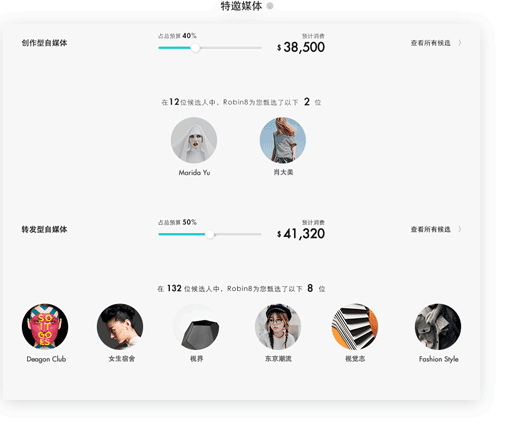 特邀媒体
创作型自媒体
占总预算 40%
预计消费
$ 38,500
查看所有候选
在12位候选人中，Robin8为您甄选了以下 2 位
Marida Yu
肖大美
转发型自媒体
占总预算 50%
预计消费
$ 41,320
查看所有候选
在 132 位候选人中，Robin8为您甄选了以下 8 位
SO
IT
GO
ES
Deagon Club
女生宿舍
视界
东京潮流
视觉志
Fashion Style